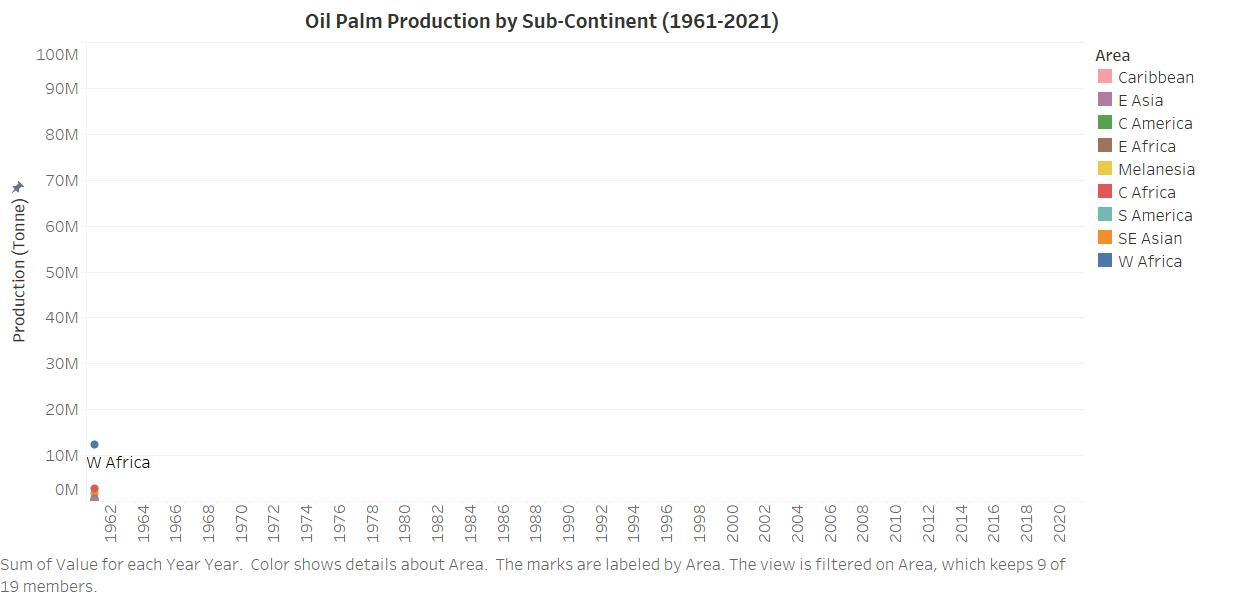 Oil Palm Production by Sub-Continent (1961-2021)
100M
90M
80M
70M
60M
50M
40M
30M
20M
10M
0M
Production (Tonne)
W Africa
1962
1964
1966
1968
1970
1972
1974
1976
1978
1980
1982
1984
1986
1988
1990
1992
1994
1996
1998
2000
2002
2004
2006
2008
2010
2012
2014
2016
2018
2020
Area
Caribbean
E Asia
C America
E Africa
Melanesia
C Africa
S America
SE Asian
W Africa
Sum of Value for each Year Year. Color shows details about Area. The marks are labeled by Area. The view is filtered on Area, which keeps 9 of
19 members.